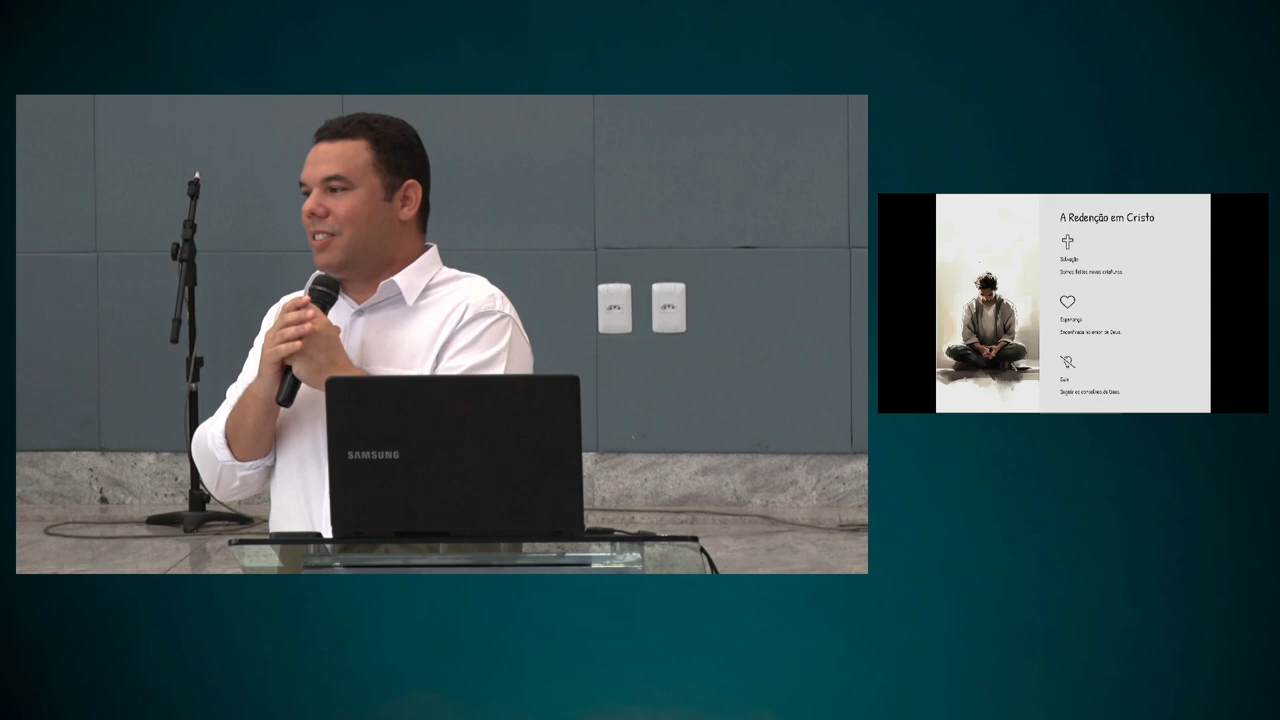 SAMSUNG
A Redenção em Cristo
Salvação
Somos feitos novas criaturas.
Esperança
Encontrada no amor de Deus.
Guia
Seguir os conselhos de Deus.